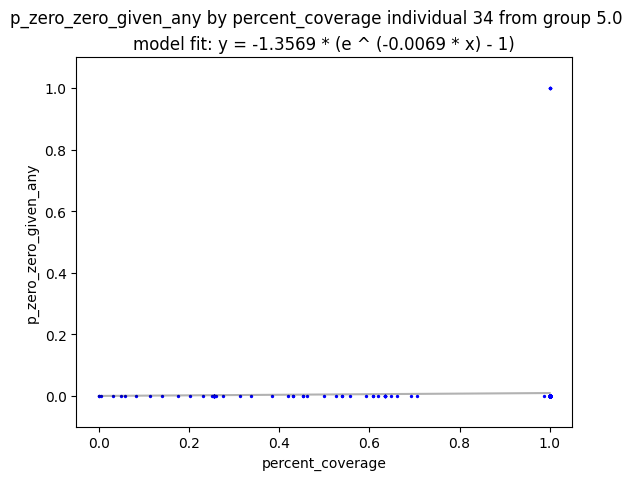 p_zero_zero_given_any by percent_coverage individual 34 from group 5.0
model fit: y = -1.3569 * (e ^ (-0.0069 * x) - 1)
1.0
0.8
0.6
0.4
0.2
0.0
p_zero_zero_given_any
0.0 0.2 0.4 0.6 0.8 1.0
percent_coverage